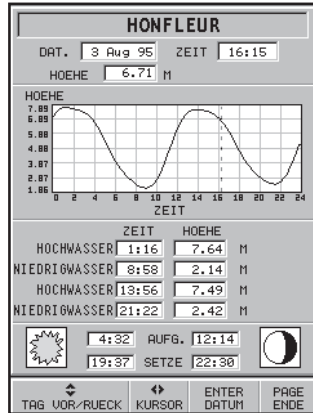 HONFLEUR
DAT. 3 Aug 95 ZEIT 16:15
HOEHE 6.71 M
HOEHE
7.89
6.89
5.88
4.88
3.87
2.87
1.86
0 2 4 6 8 10 12 14 16 18 20 22 24
ZEIT
ZEIT HOEHE
HOCHWASSER 1:16 7.64 M
NIEDRIGWASSER 8:58 2.14 M
HOCHWASSER 13:56 7.49 M
NIEDRIGWASSER 21:22 2.42 M
4:32 AUFG. 12:14
19:37 SETZE 22:30
TAG VOR/RUECK KURSOR ENTER DATUM PAGE ENDE